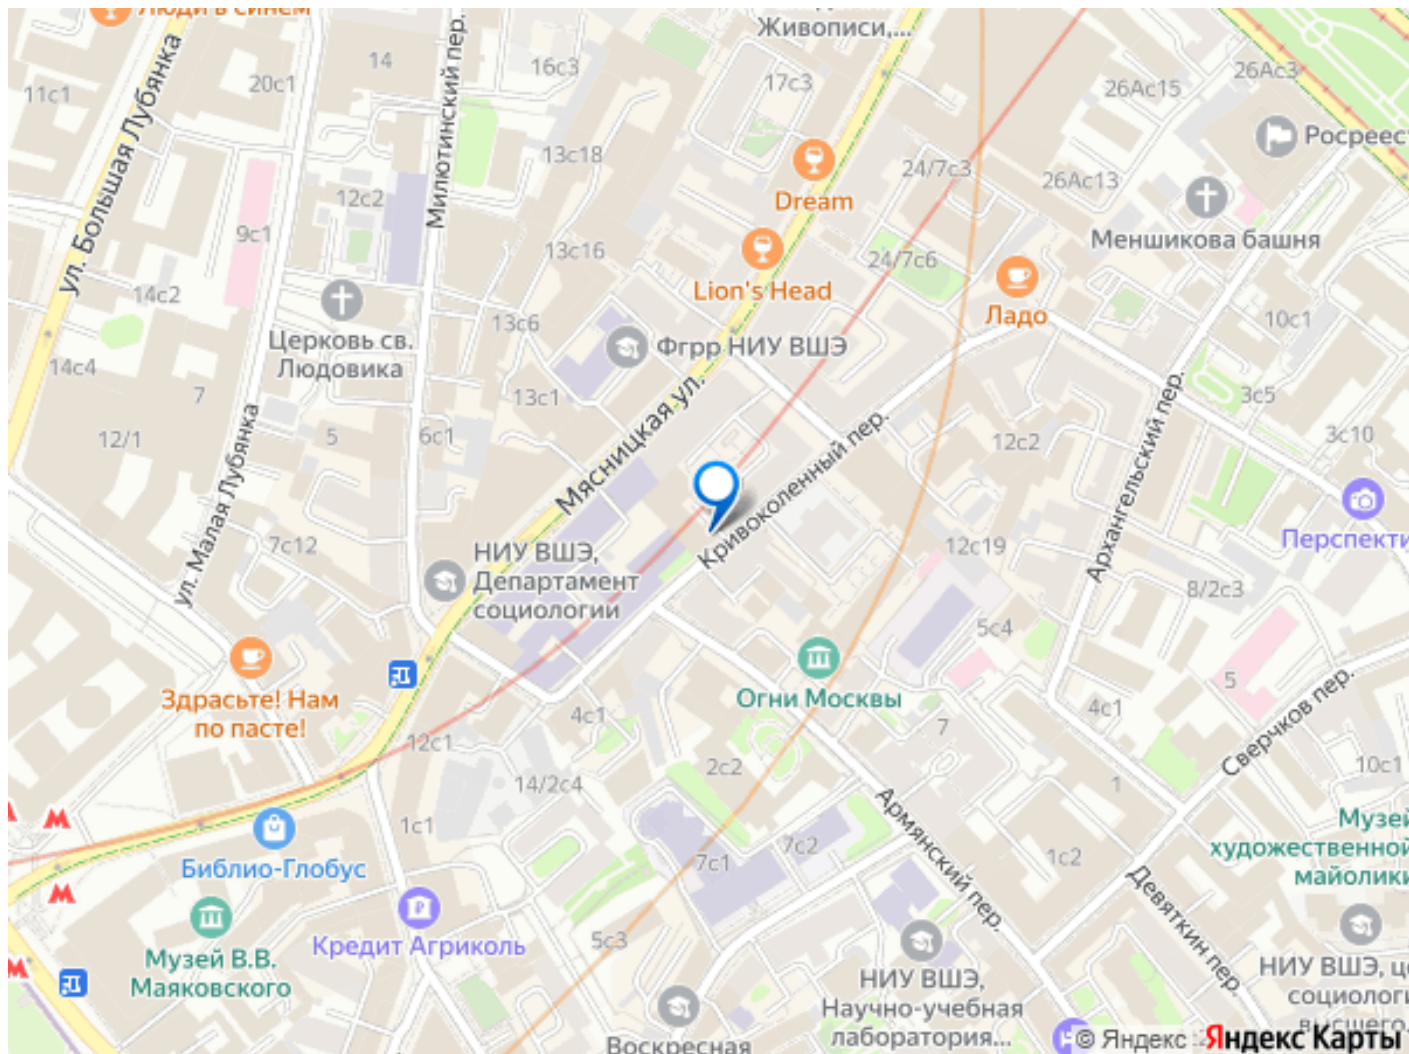 Люди в синем
Живописи,...
ул. Большая Лубянка
Милютинский пер.
14
16с3
17с3
20с1
11с1
26Ас3
26Ас15
Росреест
13с18
24/7с3
26Ас13
Dream
12с2
9с1
Меншикова башня
13с16
24/7с6
14с2
Lion's Head
Ладо
10с1
13с6
Церковь св.
Людовика
Фгрр НИУ ВШЭ
14с4
7
13с1
Мясницкая ул.
3с5
12/1
5
6с1
12с2
3с10
ул. Малая Лубянка
Кривоколенный пер.
Архангельский пер.
Перспекти
7с12
НИУ ВШЭ,
Департамент
социологии
12с19
8/2с3
5с4
5
Здрасьте! Нам
по пасте!
Огни Москвы
4с1
4с1
7
Сверчков пер.
12с1
2с2
14/2с4
1
10с1
1с1
Библио-Глобус
7с1
7с2
Армянский пер.
1с2
Музей
художественной
майолики
Девяткин пер.
Кредит Агриколь
5с3
Музей В.В.
Маяковского
НИУ ВШЭ,
Научно-учебная
лаборатория...
НИУ ВШЭ, це
социологи
высшего...
Воскресная
© Яндекс
Яндекс Карты